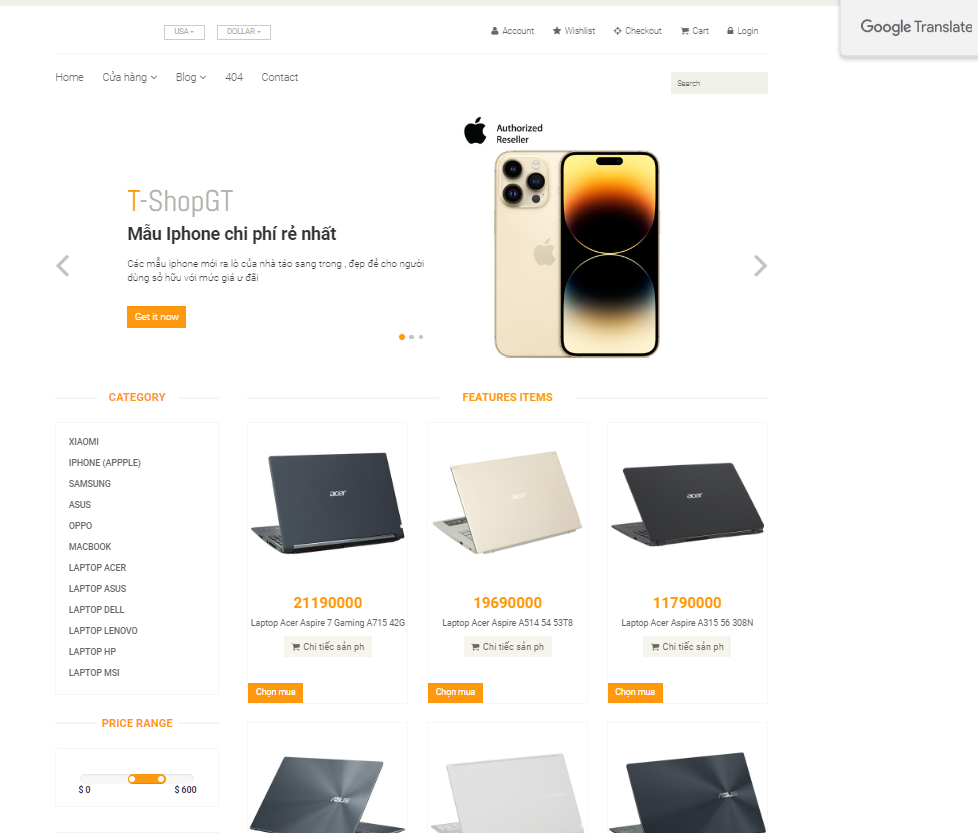 USA
DOLLAR
Account
Wishlist
Checkout
Cart
Login
Google Translate
Home
Cửa hàng
Blog
404
Contact
Search
Authorized
Reseller
T-ShopGT
Mẫu Iphone chi phí rẻ nhất
Các mẫu iphone mới ra lò của nhà táo sang trong , đẹp đẻ cho người
dùng sở hữu với mức giá ư đãi
Get it now
CATEGORY
XIAOMI
IPHONE (APPPLE)
SAMSUNG
ASUS
OPPO
MACBOOK
LAPTOP ACER
LAPTOP ASUS
LAPTOP DELL
LAPTOP LENOVO
LAPTOP HP
LAPTOP MSI
PRICE RANGE
$ 0
$ 600
FEATURES ITEMS
acer
21190000
Laptop Acer Aspire 7 Gaming A715 42G
Chi tiếc sản ph
Chọn mua
acer
19690000
Laptop Acer Aspire A514 54 53T8
Chi tiếc sản ph
Chọn mua
acer
11790000
Laptop Acer Aspire A315 56 308N
Chi tiếc sản ph
Chọn mua
ASUS
ASUS